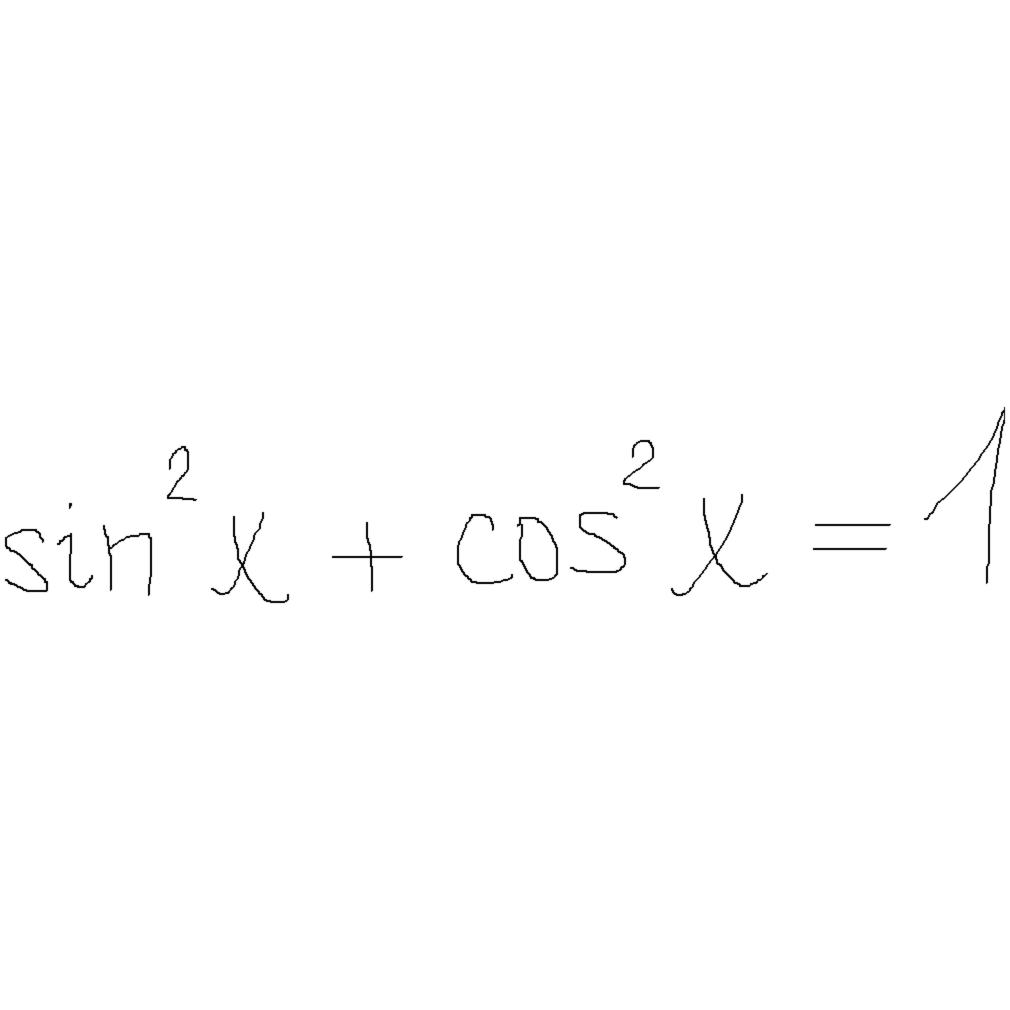 sin²x + cos²x = 1